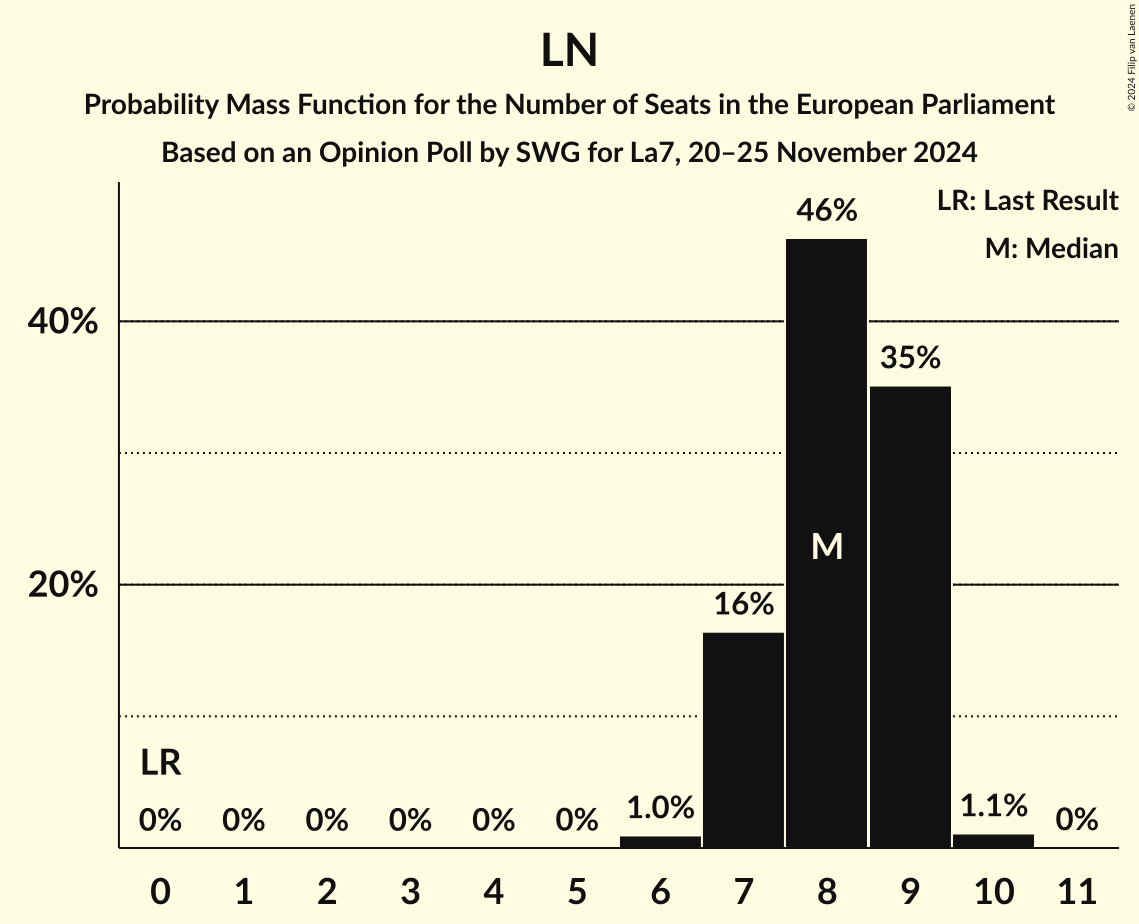 LN
Probability Mass Function for the Number of Seats in the European Parliament
Based on an Opinion Poll by SWG for La7, 20–25 November 2024
© 2024 Filip van Laenen
LR: Last Result
M: Median
46%
40%
35%
M
20%
16%
LR
0% 0% 0% 0% 0% 0% 1.0% 1.1% 0%
0 1 2 3 4 5 6 7 8 9 10 11